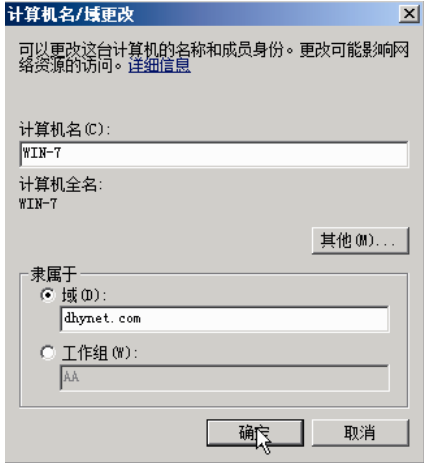 计算机名/域更改
可以更改这台计算机的名称和成员身份。更改可能影响网
络资源的访问。详细信息
计算机名(C):
WIN-7
计算机全名:
WIN-7
其他(M)...
隶属于
域(D):
dhynet.com
工作组(W):
AA
确定
取消